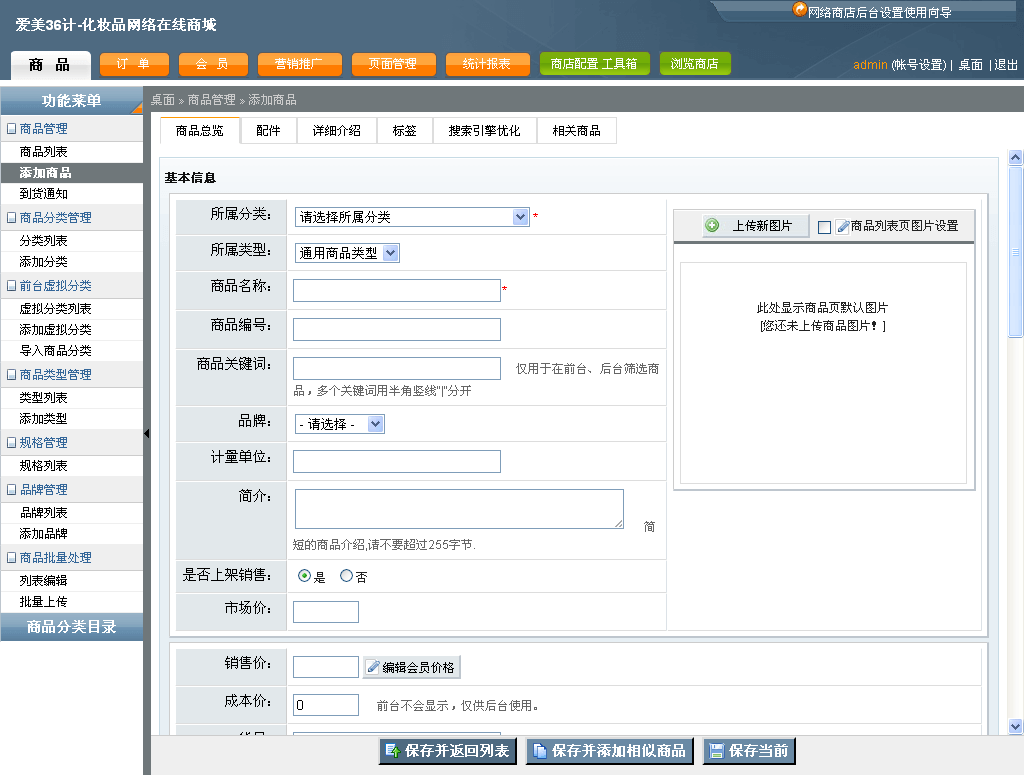 爱美36计-化妆品网络在线商城
网络商店后台设置使用向导
商 品
订 单
会 员
营销推广
页面管理
统计报表
商店配置 工具箱
浏览商店
admin (帐号设置) | 桌面 | 退出
功能菜单
商品管理
商品列表
添加商品
到货通知
商品分类管理
分类列表
添加分类
前台虚拟分类
虚拟分类列表
添加虚拟分类
导入商品分类
商品类型管理
类型列表
添加类型
规格管理
规格列表
品牌管理
品牌列表
添加品牌
商品批量处理
列表编辑
批量上传
商品分类目录
桌面 » 商品管理 » 添加商品
商品总览
配件
详细介绍
标签
搜索引擎优化
相关商品
基本信息
所属分类: 请选择所属分类 *
所属类型: 通用商品类型
商品名称: *
商品编号:
商品关键词: 仅用于在前台、后台筛选商
品，多个关键词用半角竖线"|"分开
品牌: - 请选择 -
计量单位:
简介: 简
短的商品介绍,请不要超过255字节.
是否上架销售: 是 否
市场价:
上传新图片
商品列表页图片设置
此处显示商品页默认图片
[您还未上传商品图片！]
销售价: 编辑会员价格
成本价: 0 前台不会显示，仅供后台使用。
保存并返回列表
保存并添加相似商品
保存当前